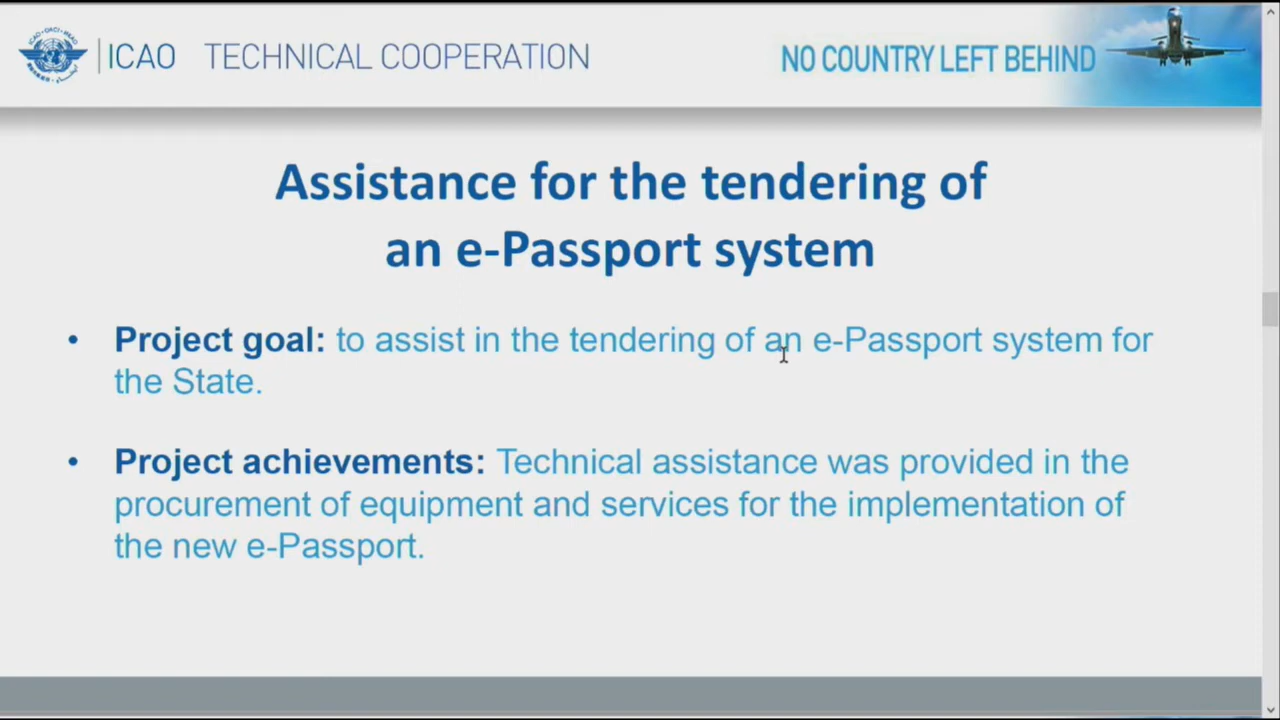 ICAO TECHNICAL COOPERATION
NO COUNTRY LEFT BEHIND
Assistance for the tendering of
an e-Passport system
• Project goal: to assist in the tendering of an e-Passport system for
the State.
• Project achievements: Technical assistance was provided in the
procurement of equipment and services for the implementation of
the new e-Passport.